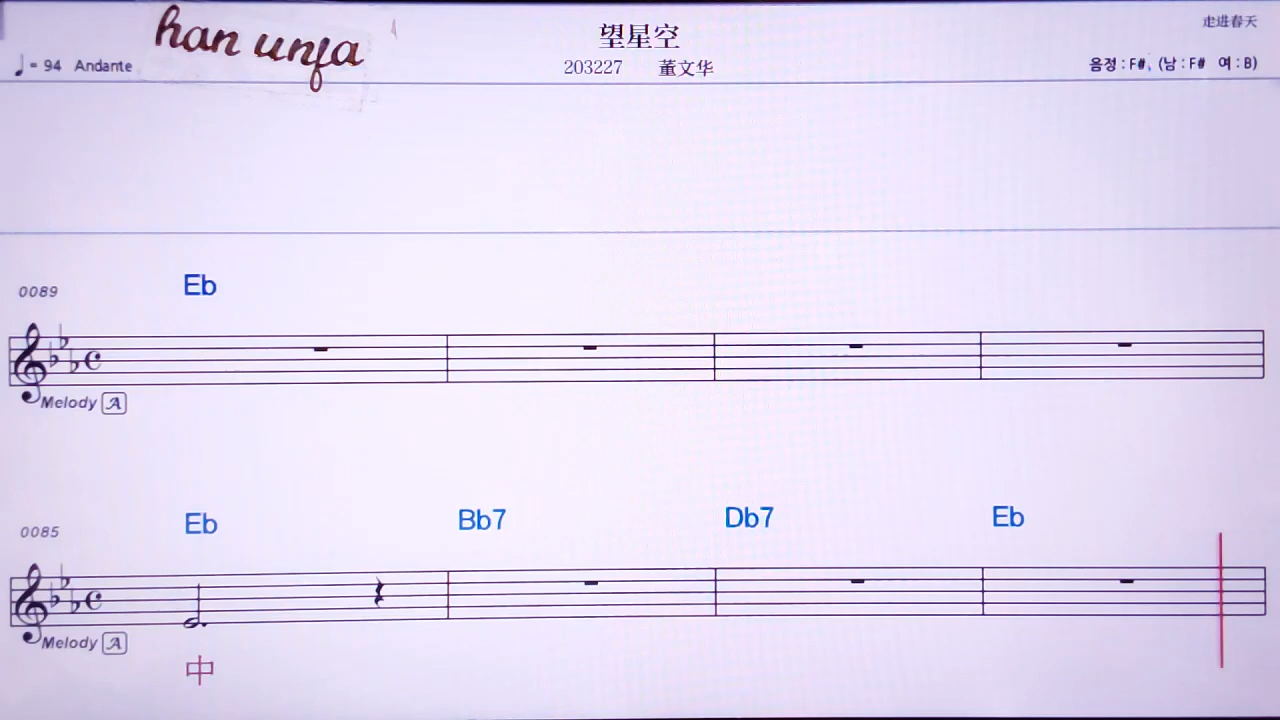 han unja
望星空
走进春天
♩= 94 Andante
203227 董文华
음정 : F#, (남 : F# 여 : B)
0089 Eb
Melody A
0085 Eb Bb7 Db7 Eb
Melody A
中